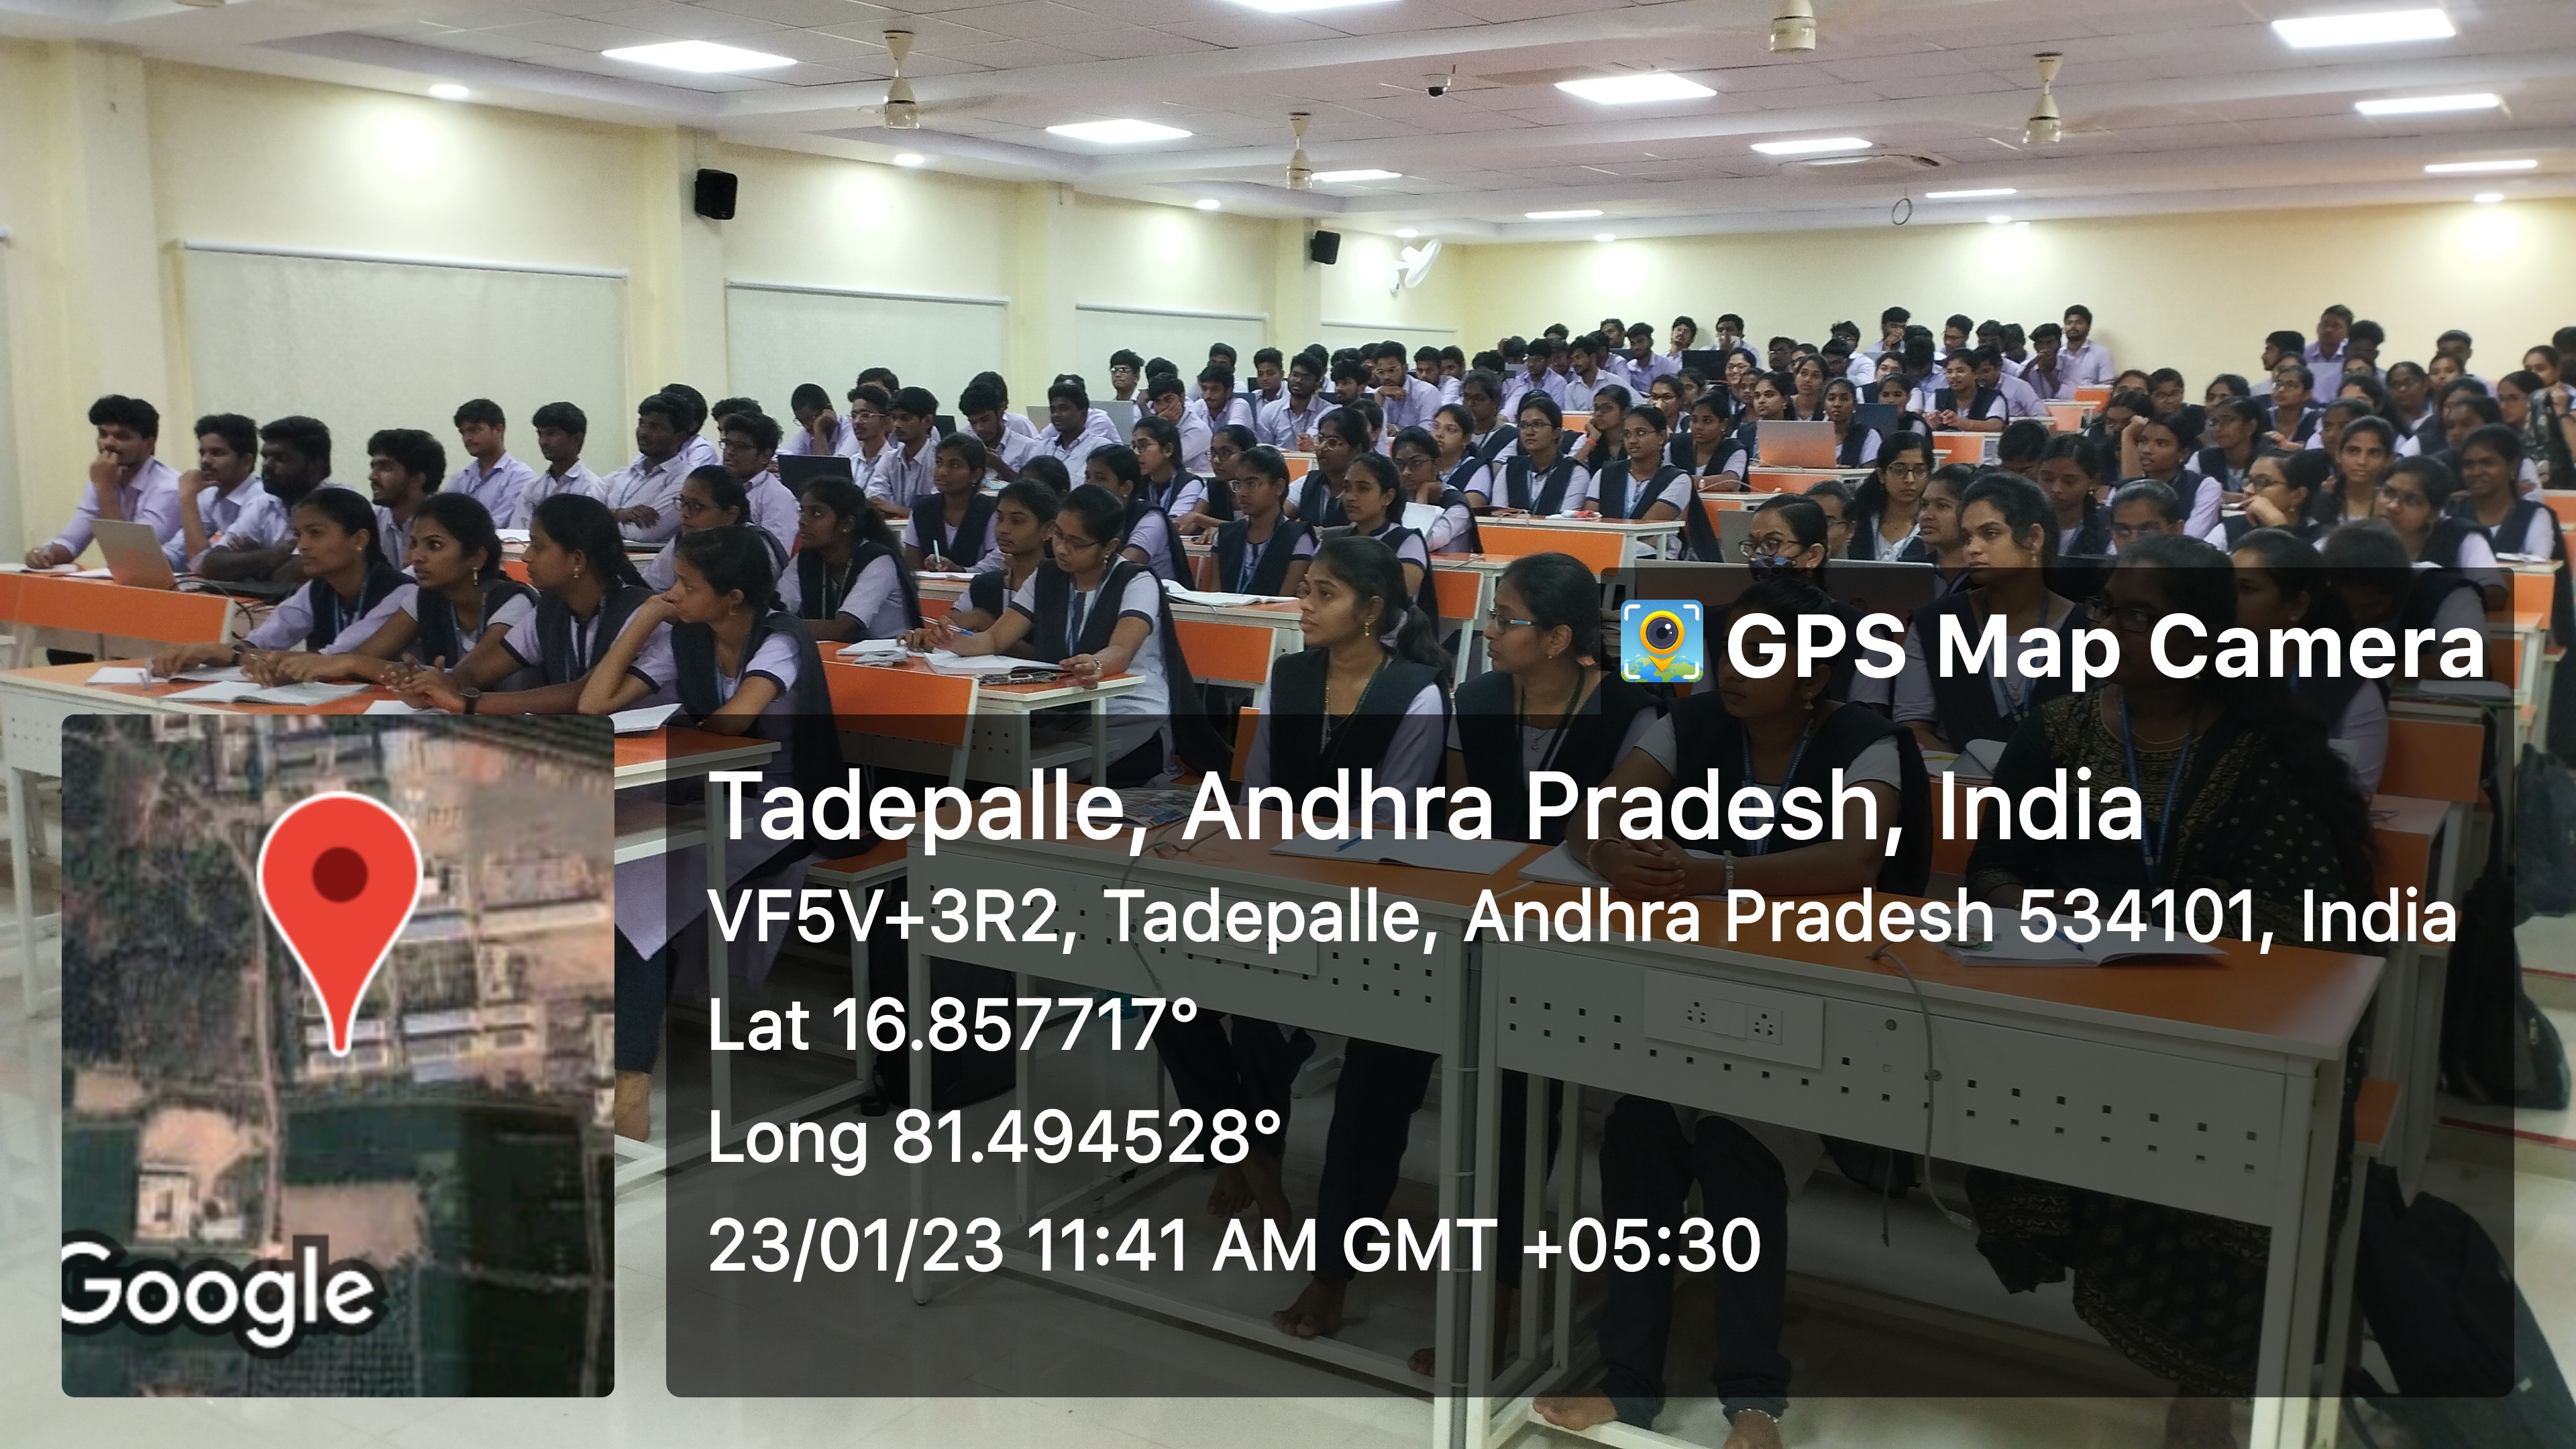 GPS Map Camera
Tadepalle, Andhra Pradesh, India
VF5V+3R2, Tadepalle, Andhra Pradesh 534101, India
Lat 16.857717°
Long 81.494528°
23/01/23 11:41 AM GMT +05:30
Google